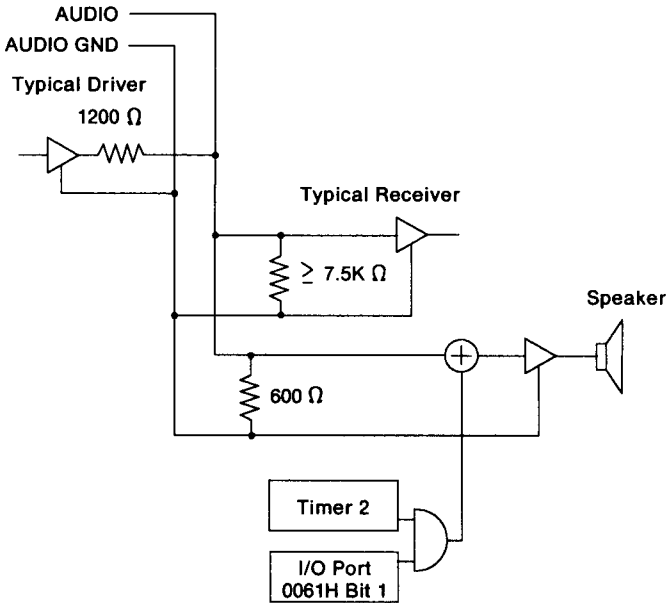 AUDIO
AUDIO GND
Typical Driver
1200 Ω
Typical Receiver
≥ 7.5K Ω
Speaker
600 Ω
Timer 2
I/O Port
0061H Bit 1